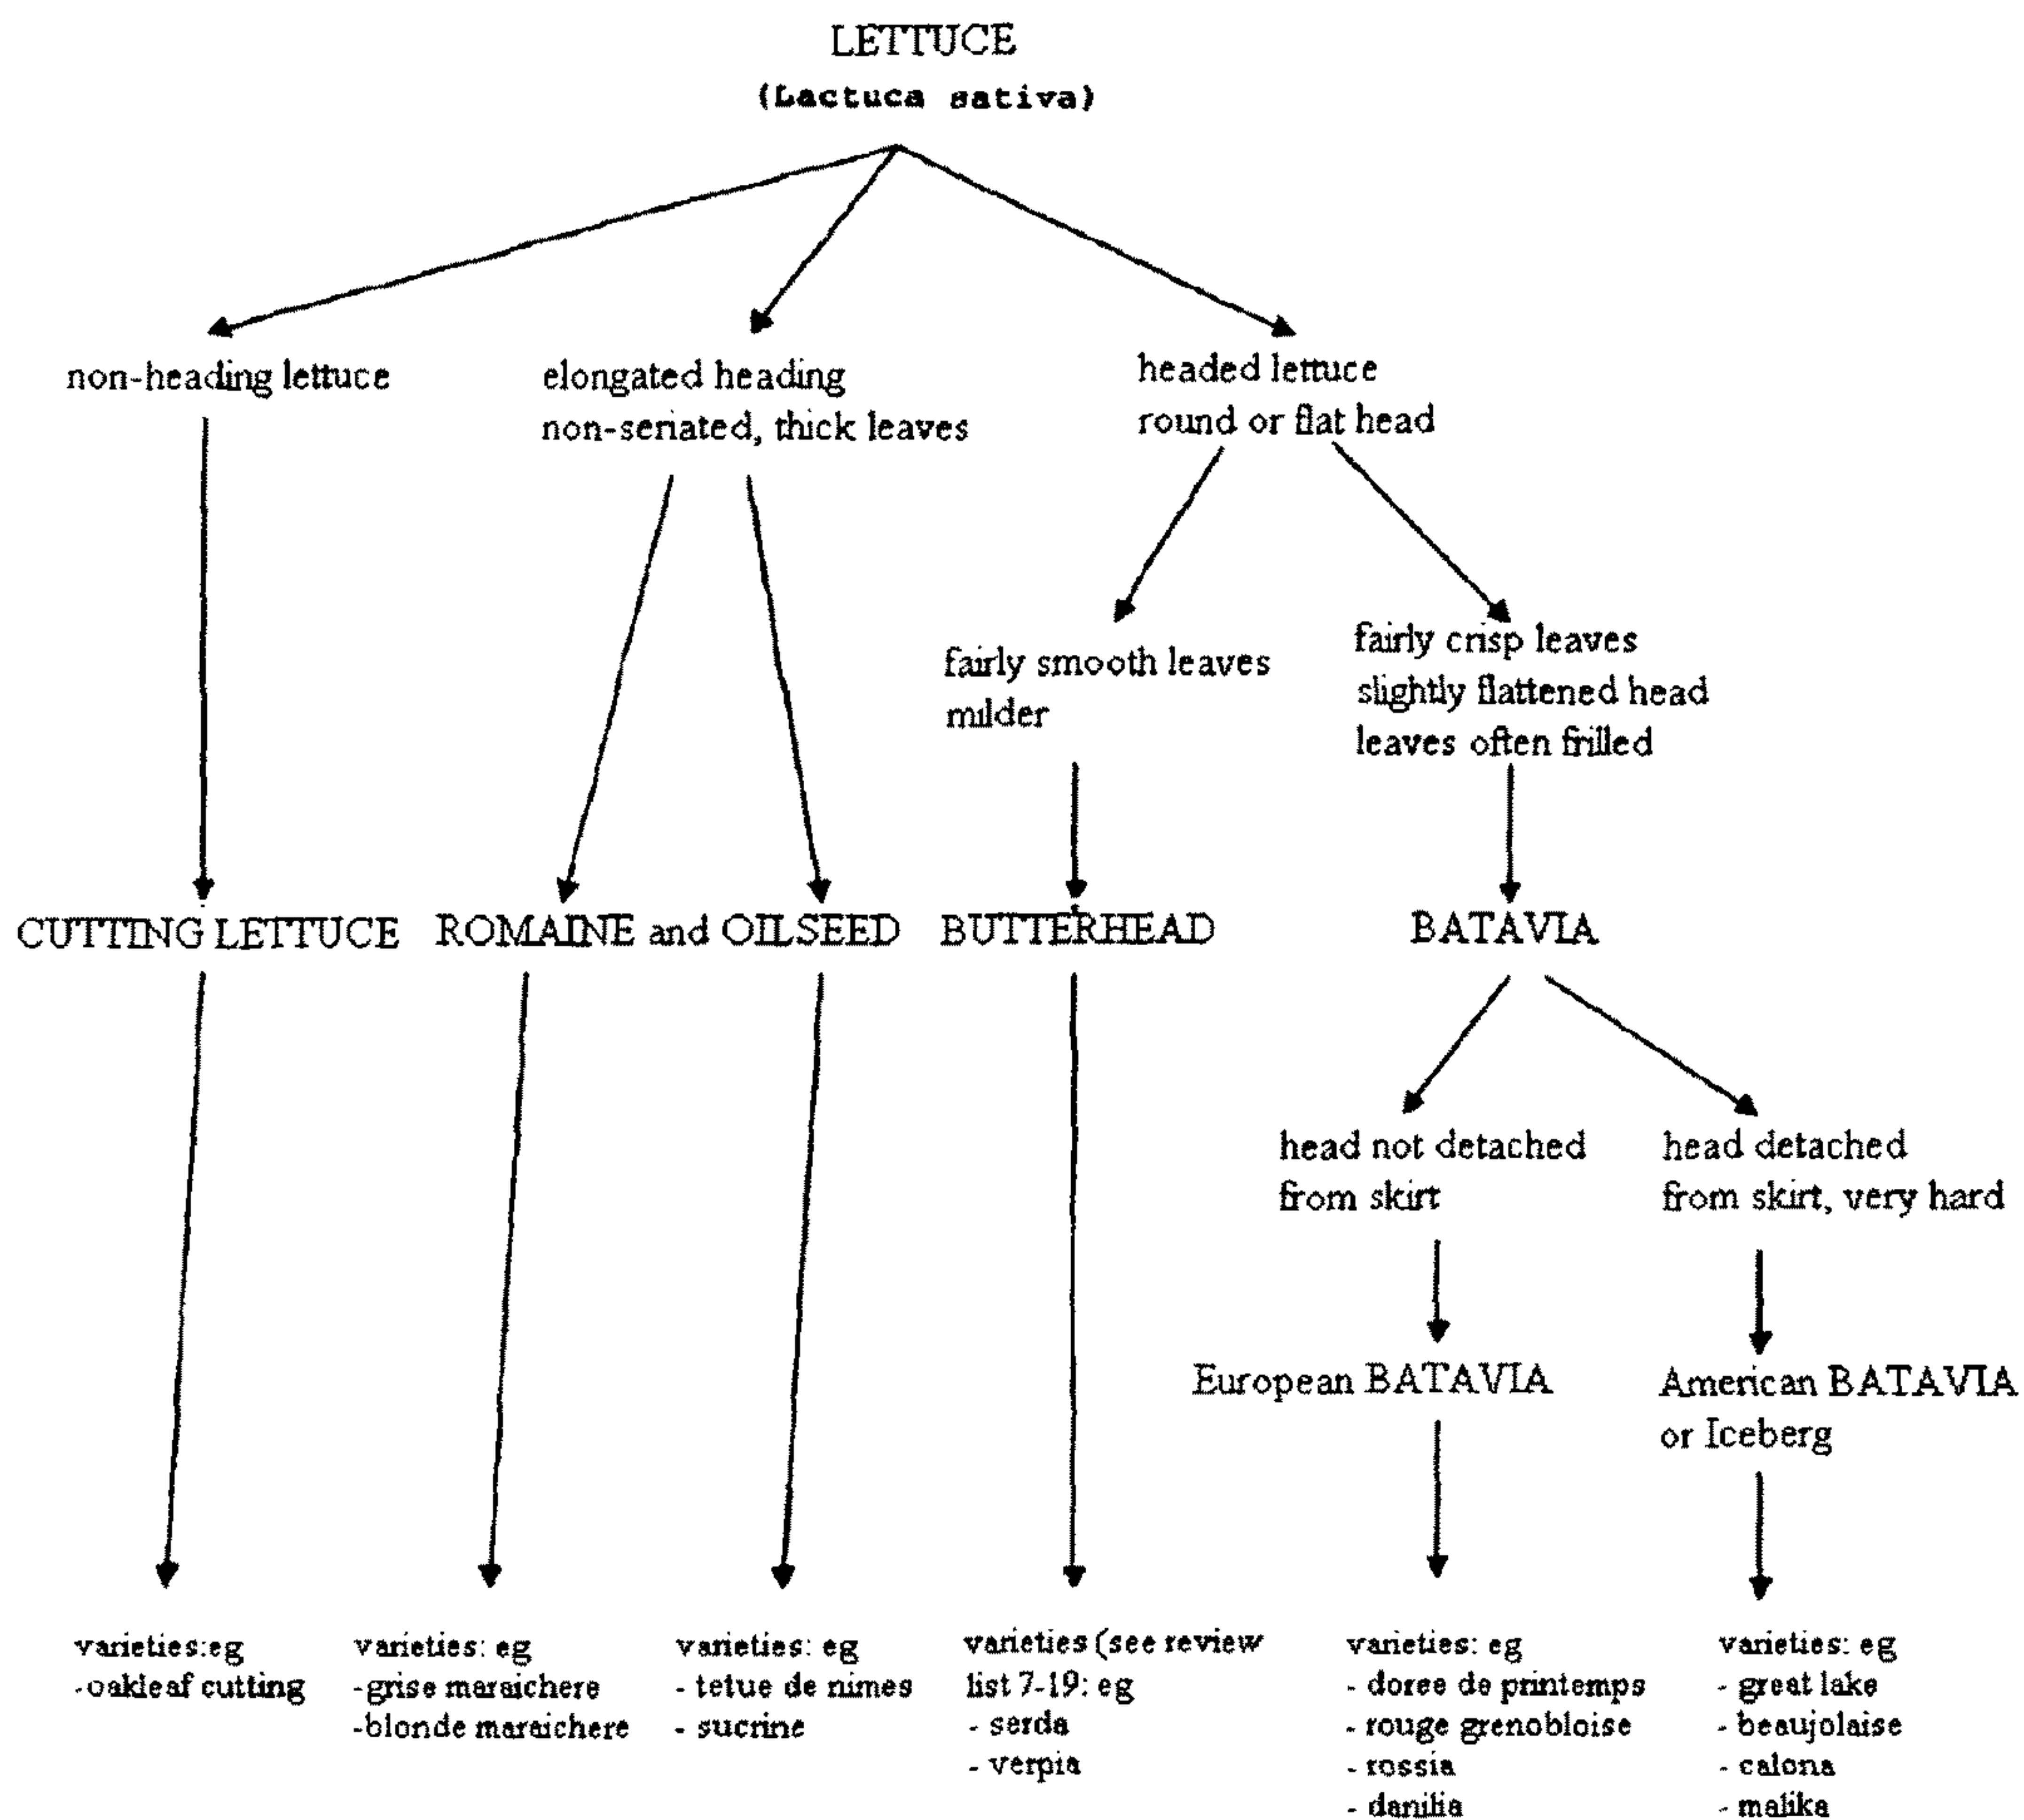 LETTUCE
(Lactuca sativa)
non-heading lettuce
elongated heading
non-seriated, thick leaves
headed lettuce
round or flat head
fairly smooth leaves
milder
fairly crisp leaves
slightly flattened head
leaves often frilled
CUTTING LETTUCE
ROMAINE and OILSEED
BUTTERHEAD
BATAVIA
head not detached
from skirt
head detached
from skirt, very hard
European BATAVIA
American BATAVIA
or Iceberg
varieties:eg
-oakleaf cutting
varieties: eg
-grise maraichere
-blonde maraichere
varieties: eg
- tetue de nimes
- sucrine
varieties (see review
list 7-19: eg
- serda
- verpia
varieties: eg
- doree de printemps
- rouge grenobloise
- rossia
- danilia
varieties: eg
- great lake
- beaujolaise
- calona
- malika